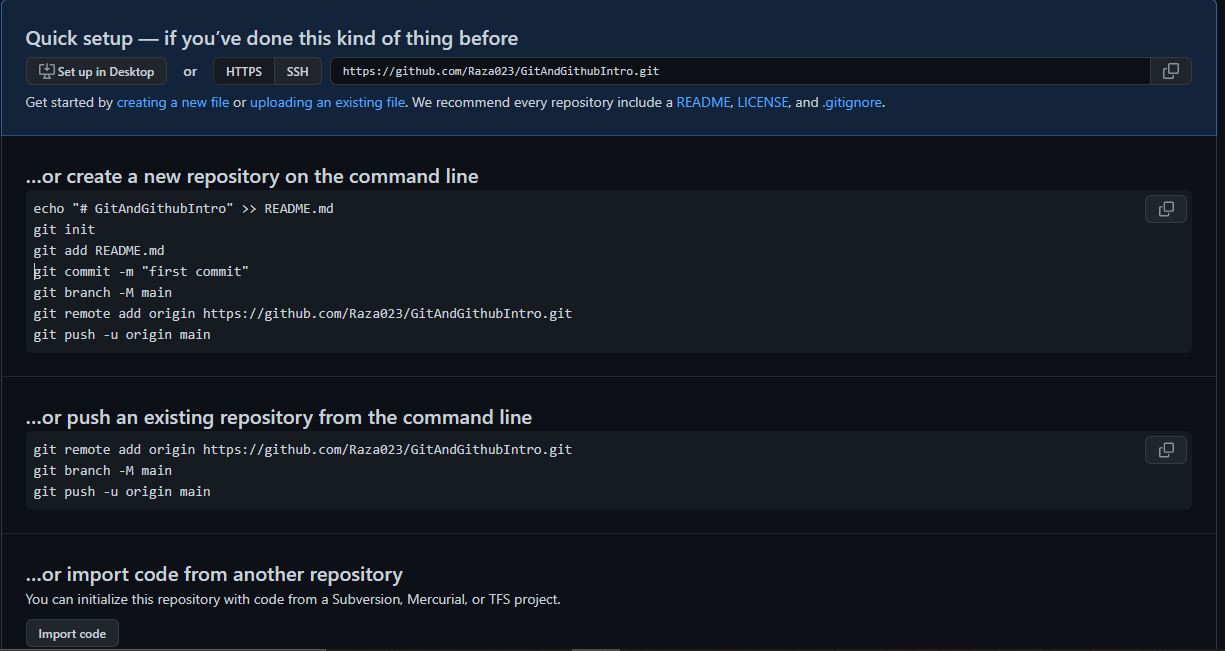 Quick setup — if you’ve done this kind of thing before
Set up in Desktop or HTTPS SSH https://github.com/Raza023/GitAndGithubIntro.git
Get started by creating a new file or uploading an existing file. We recommend every repository include a README, LICENSE, and .gitignore.
…or create a new repository on the command line
echo "# GitAndGithubIntro" >> README.md
git init
git add README.md
git commit -m "first commit"
git branch -M main
git remote add origin https://github.com/Raza023/GitAndGithubIntro.git
git push -u origin main
…or push an existing repository from the command line
git remote add origin https://github.com/Raza023/GitAndGithubIntro.git
git branch -M main
git push -u origin main
…or import code from another repository
You can initialize this repository with code from a Subversion, Mercurial, or TFS project.
Import code